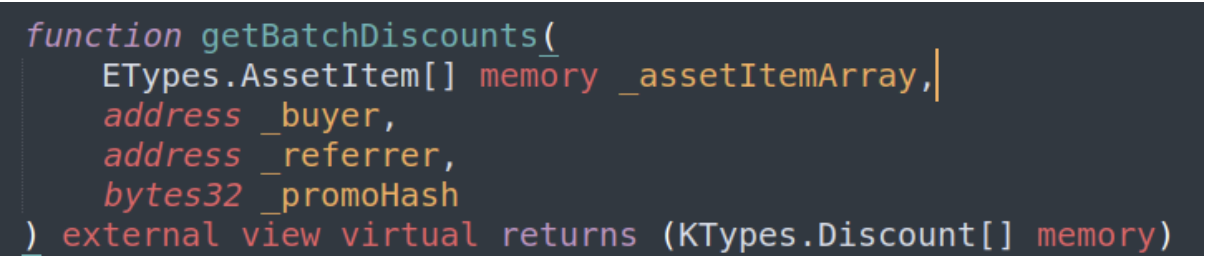 function getBatchDiscounts(
ETypes.AssetItem[] memory _assetItemArray,
address _buyer,
address _referrer,
bytes32 _promoHash
) external view virtual returns (KTypes.Discount[] memory)